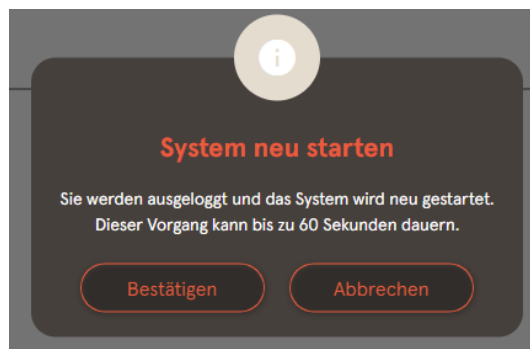 i
System neu starten
Sie werden ausgeloggt und das System wird neu gestartet.
Dieser Vorgang kann bis zu 60 Sekunden dauern.
Bestätigen
Abbrechen